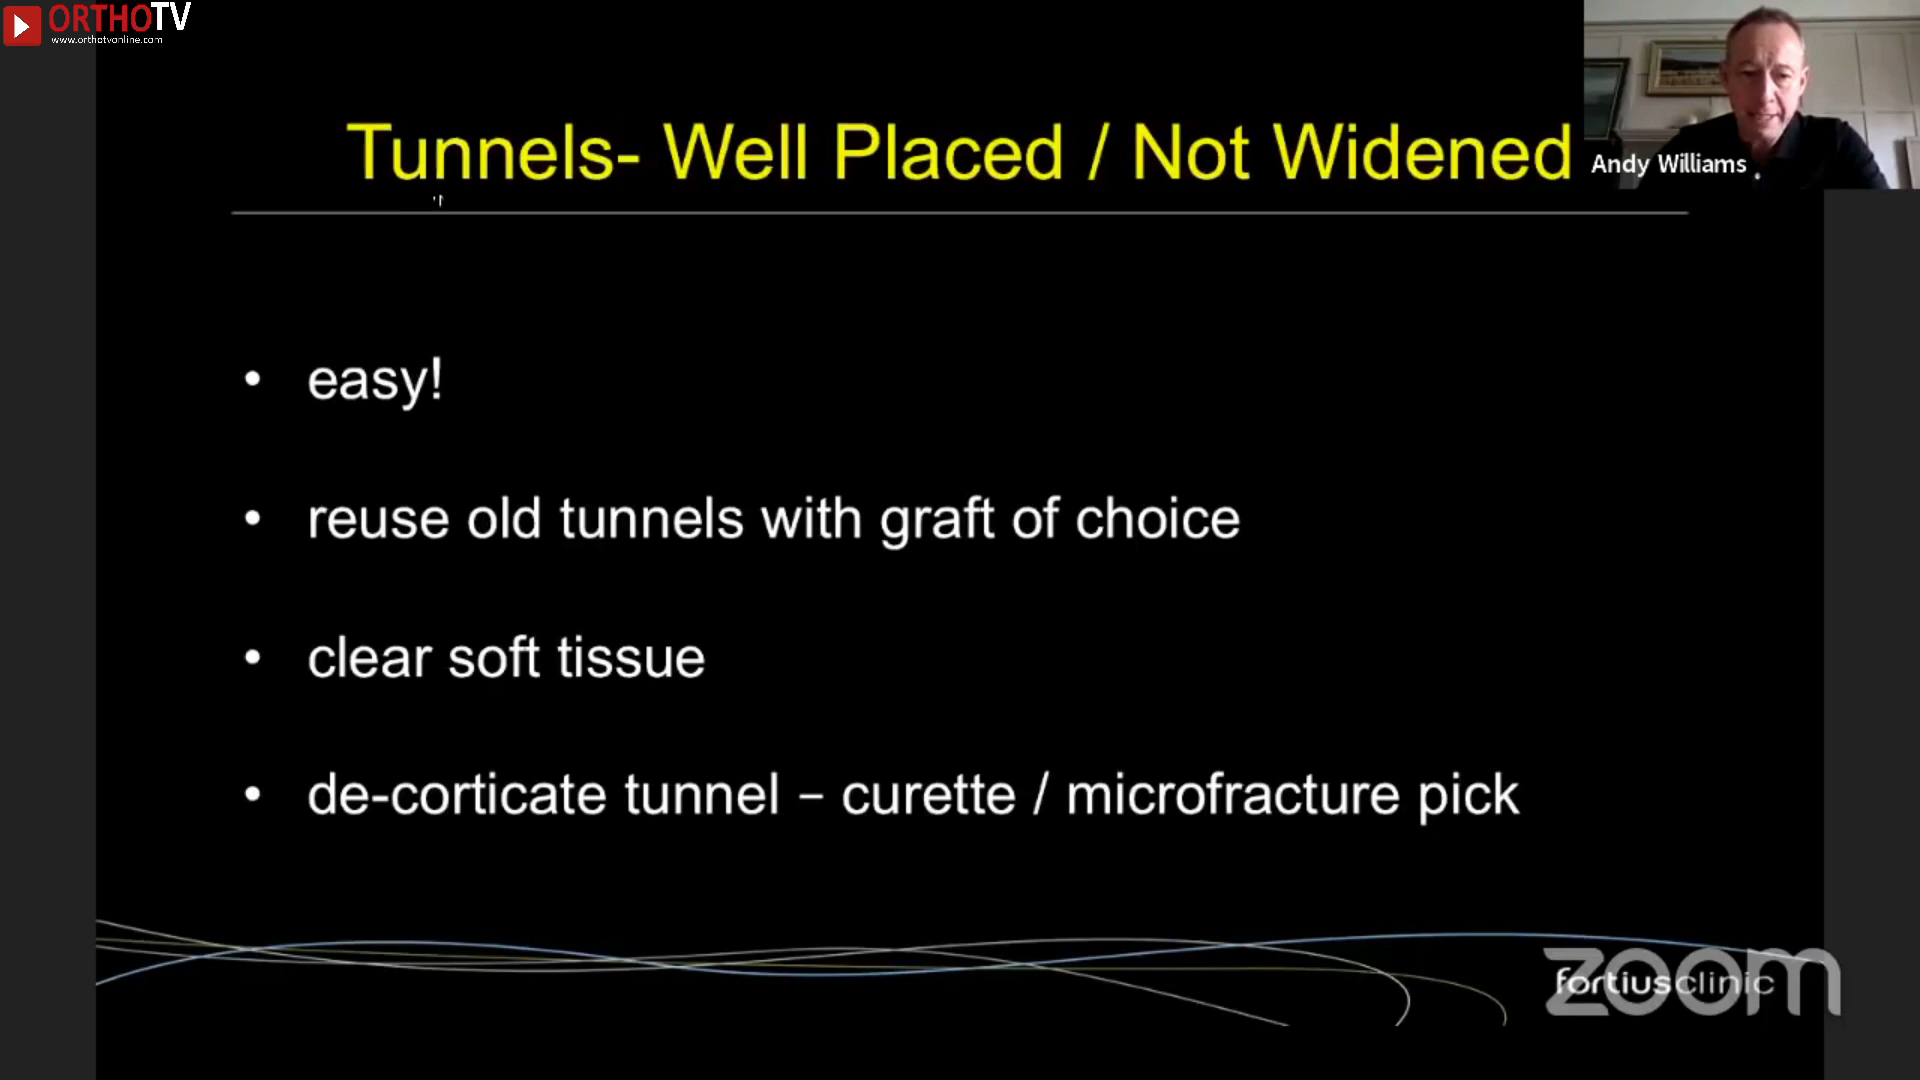 ORTHOTV
www.orthotvonline.com
Tunnels- Well Placed / Not Widened
Andy Williams
• easy!
• reuse old tunnels with graft of choice
• clear soft tissue
• de-corticate tunnel – curette / microfracture pick
zoom
fortiusclinic